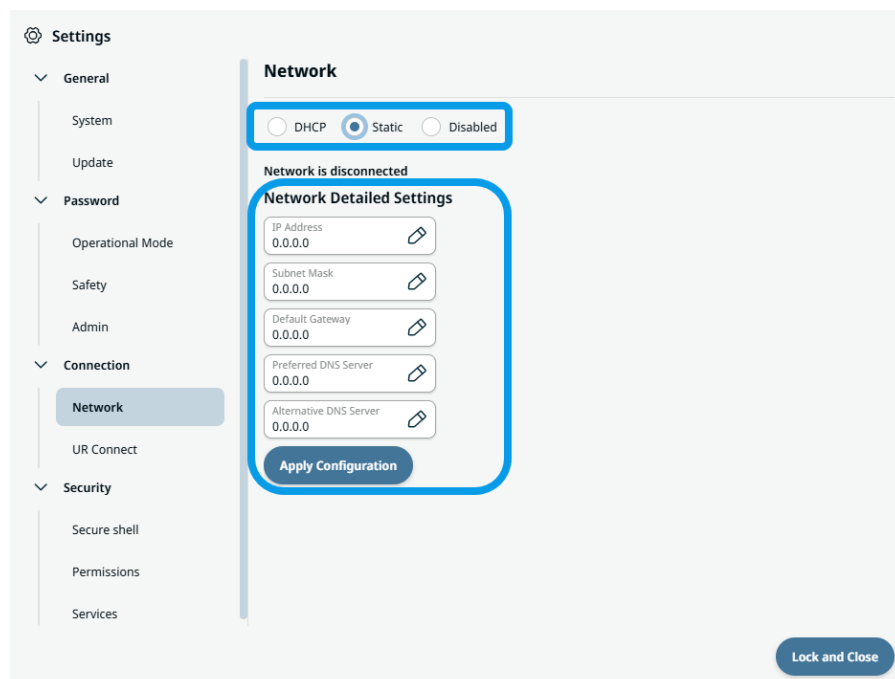 Settings
General
System
Update
Password
Operational Mode
Safety
Admin
Connection
Network
UR Connect
Security
Secure shell
Permissions
Services
Network
DHCP Static Disabled
Network is disconnected
Network Detailed Settings
IP Address
0.0.0.0
Subnet Mask
0.0.0.0
Default Gateway
0.0.0.0
Preferred DNS Server
0.0.0.0
Alternative DNS Server
0.0.0.0
Apply Configuration
Lock and Close